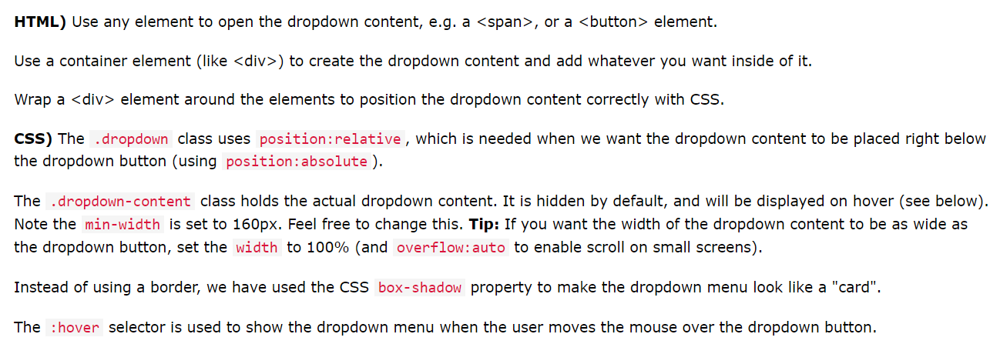 HTML) Use any element to open the dropdown content, e.g. a <span>, or a <button> element.
Use a container element (like <div>) to create the dropdown content and add whatever you want inside of it.
Wrap a <div> element around the elements to position the dropdown content correctly with CSS.
CSS) The .dropdown class uses position:relative, which is needed when we want the dropdown content to be placed right below
the dropdown button (using position:absolute).
The .dropdown-content class holds the actual dropdown content. It is hidden by default, and will be displayed on hover (see below).
Note the min-width is set to 160px. Feel free to change this. Tip: If you want the width of the dropdown content to be as wide as
the dropdown button, set the width to 100% (and overflow:auto to enable scroll on small screens).
Instead of using a border, we have used the CSS box-shadow property to make the dropdown menu look like a "card".
The :hover selector is used to show the dropdown menu when the user moves the mouse over the dropdown button.